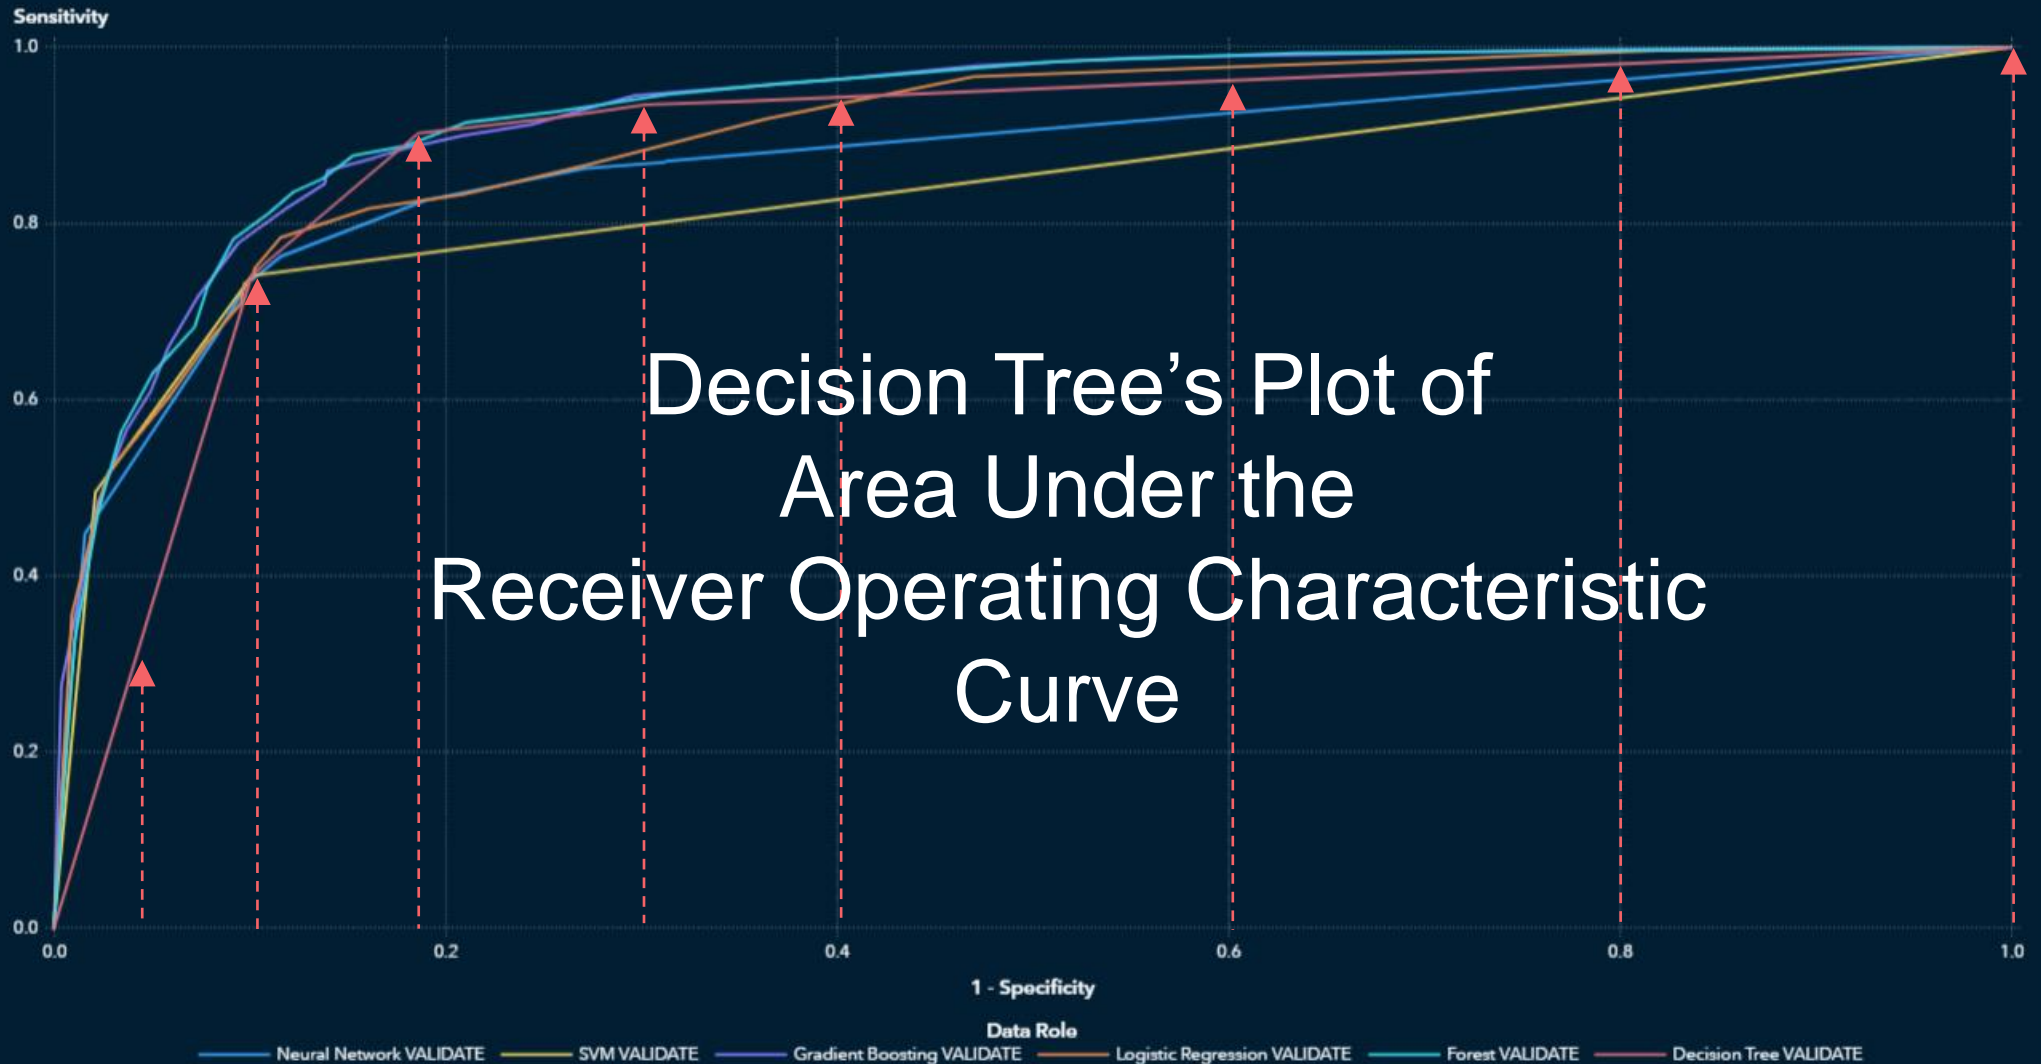 Sensitivity
1.0
0.8
0.6
0.4
0.2
0.0
Decision Tree’s Plot of
Area Under the
Receiver Operating Characteristic
Curve
0.0 0.2 0.4 0.6 0.8 1.0
1 - Specificity
Data Role
Neural Network VALIDATE SVM VALIDATE Gradient Boosting VALIDATE Logistic Regression VALIDATE Forest VALIDATE Decision Tree VALIDATE